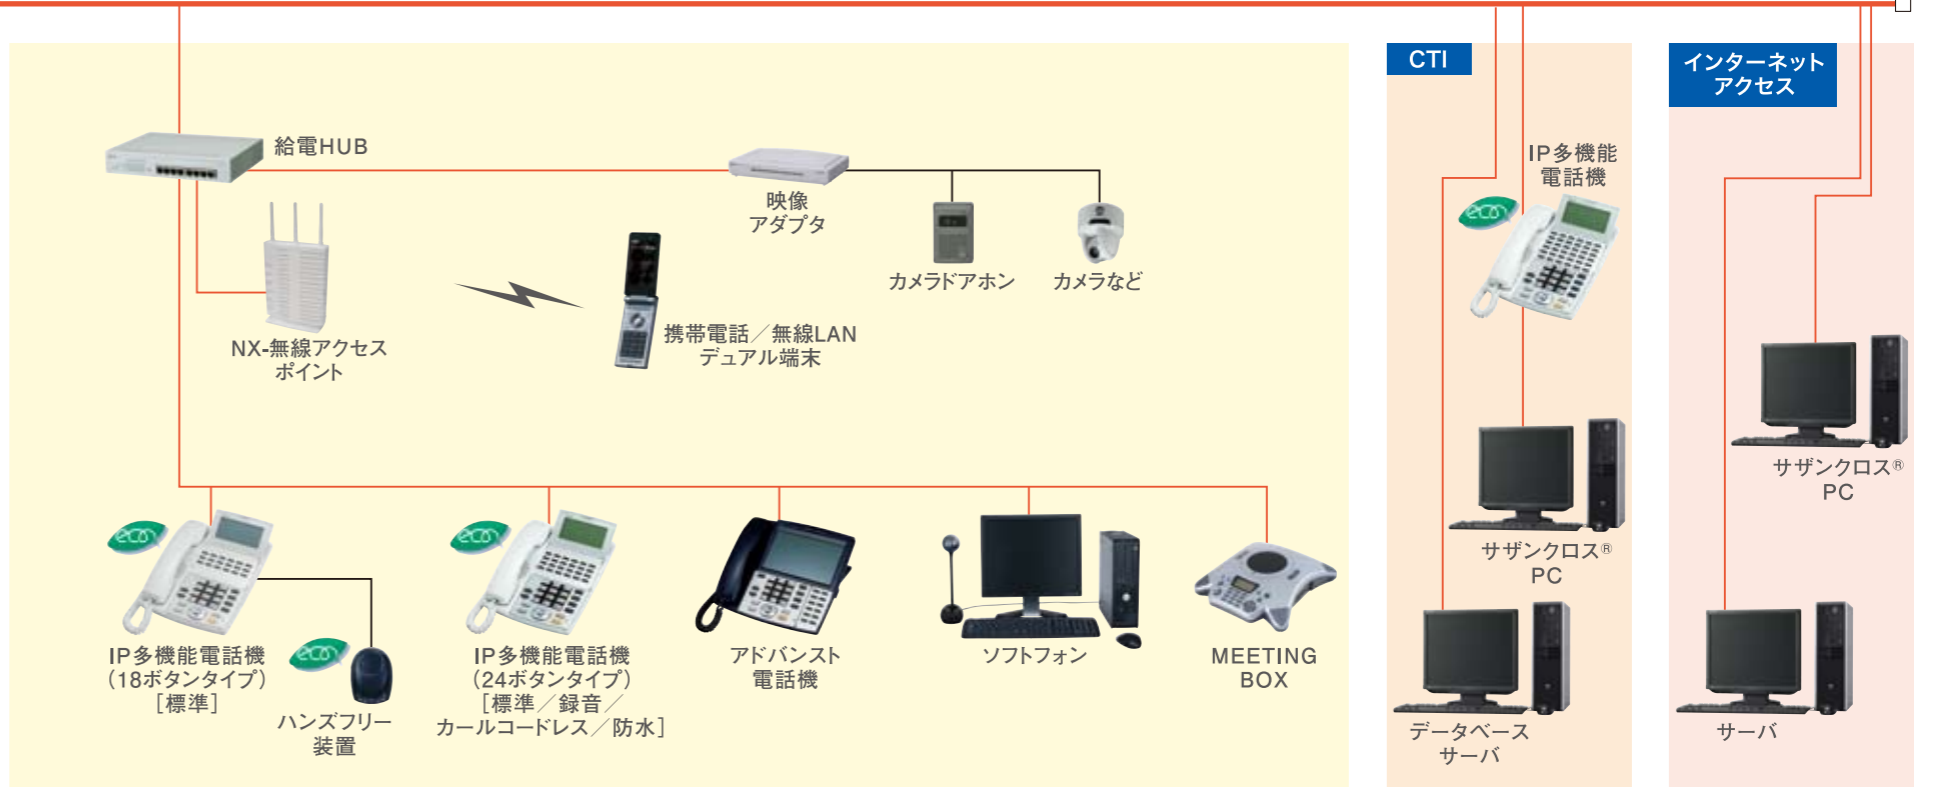 CTI
インターネット
アクセス
給電HUB
映像
アダプタ
カメラドアホン
カメラなど
NX-無線アクセス
ポイント
携帯電話／無線LAN
デュアル端末
eco
IP多機能電話機
（18ボタンタイプ）
［標準］
eco
ハンズフリー
装置
eco
IP多機能電話機
（24ボタンタイプ）
［標準／録音／
カールコードレス／防水］
アドバンスト
電話機
ソフトフォン
MEETING
BOX
IP多機能
電話機
eco
サザンクロス®
PC
データベース
サーバ
サザンクロス®
PC
サーバ